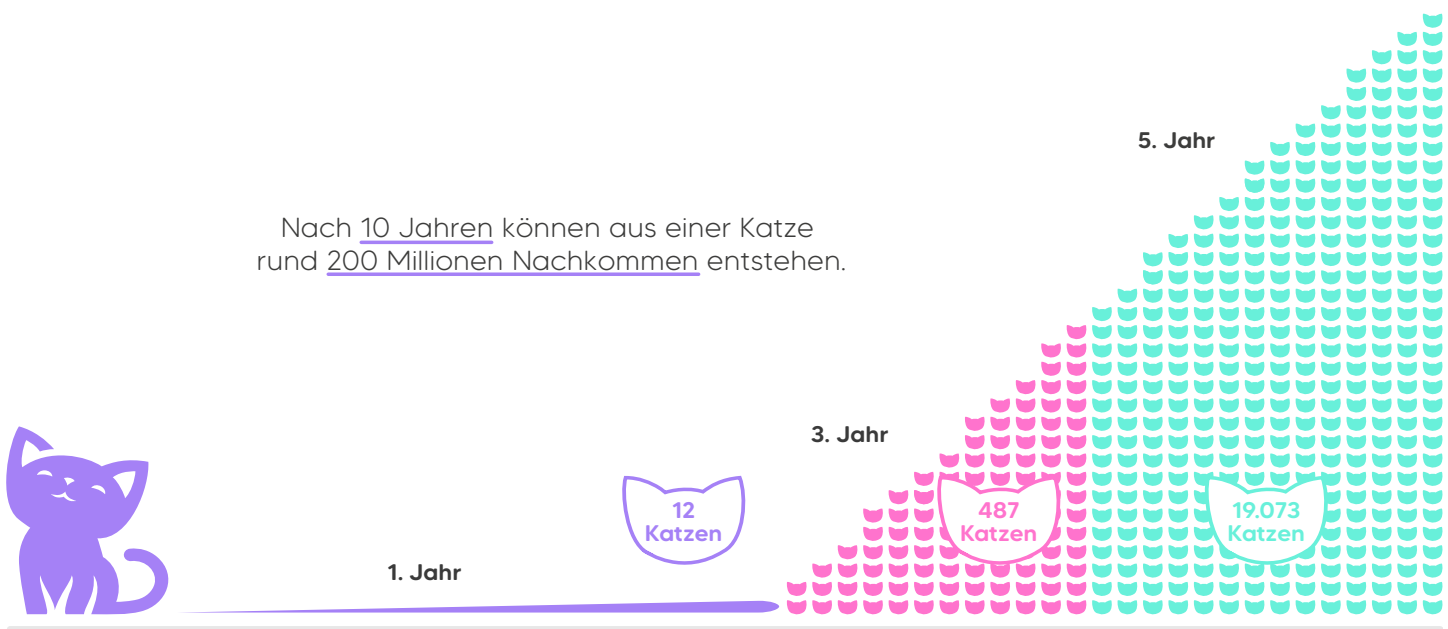 5. Jahr
Nach 10 Jahren können aus einer Katze
rund 200 Millionen Nachkommen entstehen.
3. Jahr
12
Katzen
487
Katzen
19.073
Katzen
1. Jahr